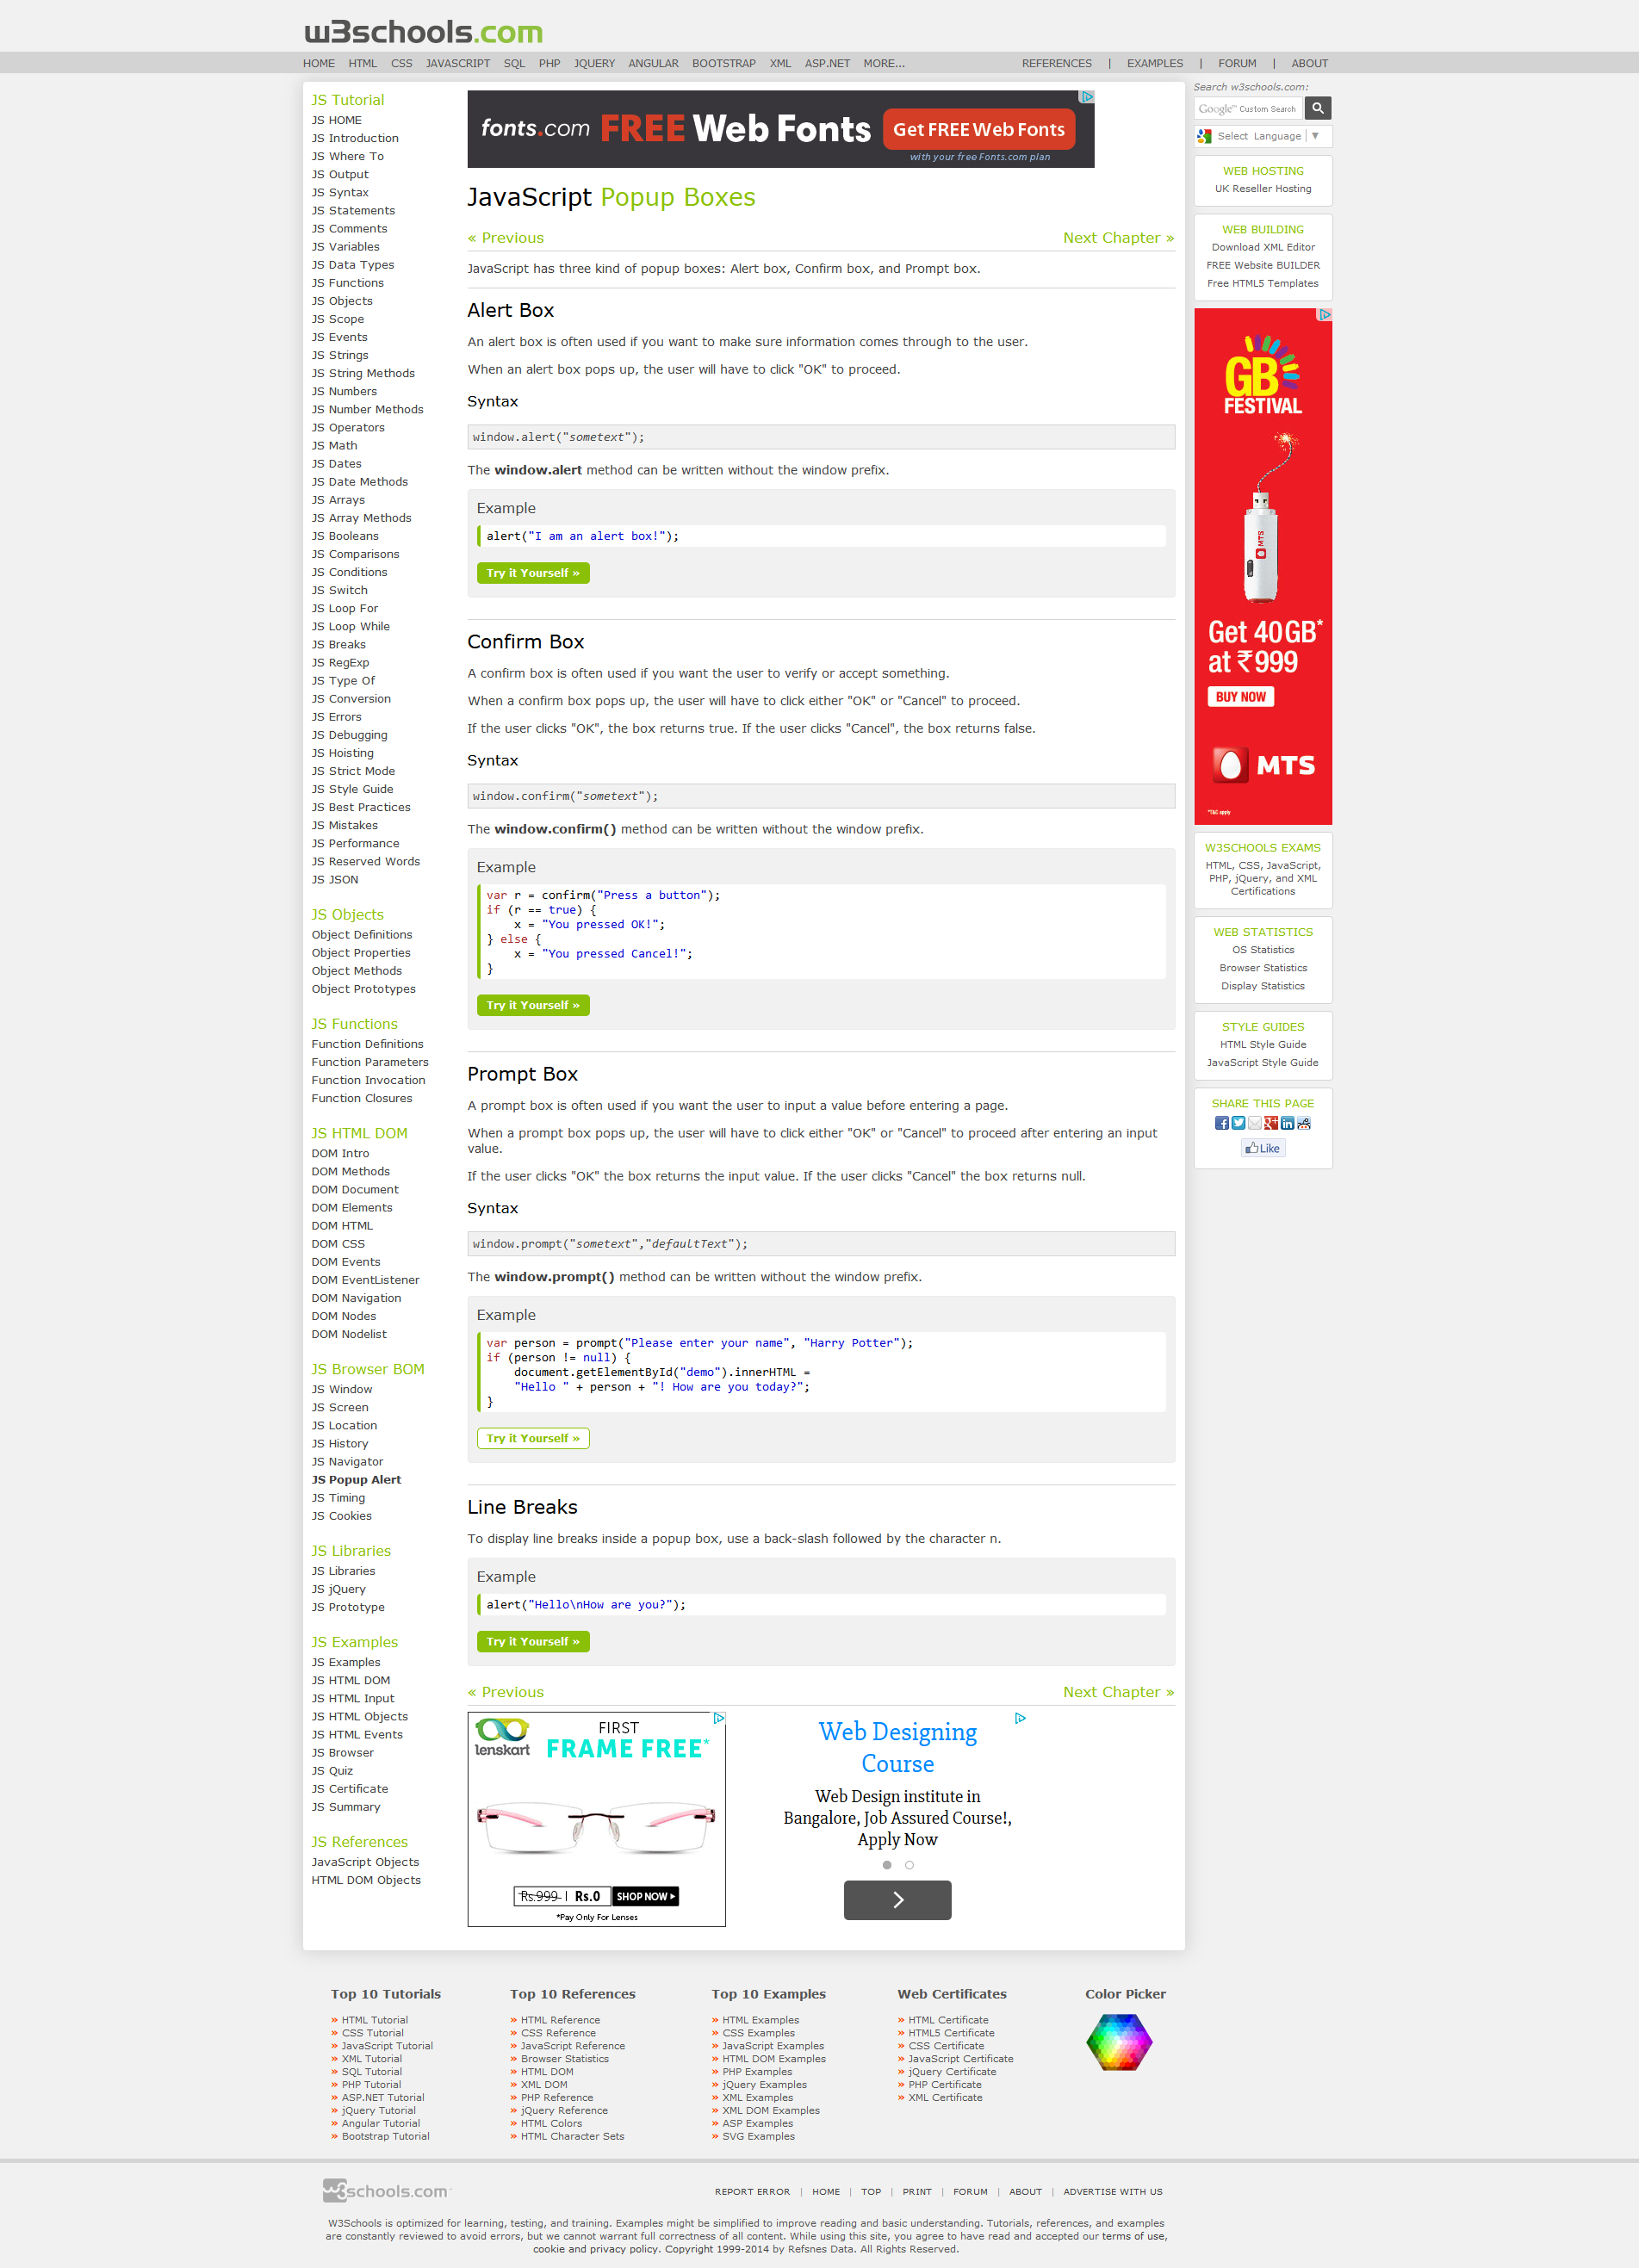 w3schools.com
HOME HTML CSS JAVASCRIPT SQL PHP JQUERY ANGULAR BOOTSTRAP XML ASP.NET MORE... REFERENCES | EXAMPLES | FORUM | ABOUT
JS Tutorial
JS HOME
JS Introduction
JS Where To
JS Output
JS Syntax
JS Statements
JS Comments
JS Variables
JS Data Types
JS Functions
JS Objects
JS Scope
JS Events
JS Strings
JS String Methods
JS Numbers
JS Number Methods
JS Operators
JS Math
JS Dates
JS Date Methods
JS Arrays
JS Array Methods
JS Booleans
JS Comparisons
JS Conditions
JS Switch
JS Loop For
JS Loop While
JS Breaks
JS RegExp
JS Type Of
JS Conversion
JS Errors
JS Debugging
JS Hoisting
JS Strict Mode
JS Style Guide
JS Best Practices
JS Mistakes
JS Performance
JS Reserved Words
JS JSON
JS Objects
Object Definitions
Object Properties
Object Methods
Object Prototypes
JS Functions
Function Definitions
Function Parameters
Function Invocation
Function Closures
JS HTML DOM
DOM Intro
DOM Methods
DOM Document
DOM Elements
DOM HTML
DOM CSS
DOM Events
DOM EventListener
DOM Navigation
DOM Nodes
DOM Nodelist
JS Browser BOM
JS Window
JS Screen
JS Location
JS History
JS Navigator
JS Popup Alert
JS Timing
JS Cookies
JS Libraries
JS Libraries
JS jQuery
JS Prototype
JS Examples
JS Examples
JS HTML DOM
JS HTML Input
JS HTML Objects
JS HTML Events
JS Browser
JS Quiz
JS Certificate
JS Summary
JS References
JavaScript Objects
HTML DOM Objects
fonts.com FREE Web Fonts Get FREE Web Fonts
with your free Fonts.com plan
JavaScript Popup Boxes
« Previous Next Chapter »
JavaScript has three kind of popup boxes: Alert box, Confirm box, and Prompt box.
Alert Box
An alert box is often used if you want to make sure information comes through to the user.
When an alert box pops up, the user will have to click "OK" to proceed.
Syntax
window.alert("sometext");
The window.alert method can be written without the window prefix.
Example
alert("I am an alert box!");
Try it Yourself »
Confirm Box
A confirm box is often used if you want the user to verify or accept something.
When a confirm box pops up, the user will have to click either "OK" or "Cancel" to proceed.
If the user clicks "OK", the box returns true. If the user clicks "Cancel", the box returns false.
Syntax
window.confirm("sometext");
The window.confirm() method can be written without the window prefix.
Example
var r = confirm("Press a button");
if (r == true) {
    x = "You pressed OK!";
} else {
    x = "You pressed Cancel!";
}
Try it Yourself »
Prompt Box
A prompt box is often used if you want the user to input a value before entering a page.
When a prompt box pops up, the user will have to click either "OK" or "Cancel" to proceed after entering an input
value.
If the user clicks "OK" the box returns the input value. If the user clicks "Cancel" the box returns null.
Syntax
window.prompt("sometext","defaultText");
The window.prompt() method can be written without the window prefix.
Example
var person = prompt("Please enter your name", "Harry Potter");
if (person != null) {
    document.getElementById("demo").innerHTML =
    "Hello " + person + "! How are you today?";
}
Try it Yourself »
Line Breaks
To display line breaks inside a popup box, use a back-slash followed by the character n.
Example
alert("Hello\nHow are you?");
Try it Yourself »
« Previous Next Chapter »
lenskart
FIRST
FRAME FREE*
Rs.999 | Rs.0 SHOP NOW
*Pay Only For Lenses
Web Designing
Course
Web Design institute in
Bangalore, Job Assured Course!,
Apply Now
Search w3schools.com:
Google™ Custom Search
Select Language ▼
WEB HOSTING
UK Reseller Hosting
WEB BUILDING
Download XML Editor
FREE Website BUILDER
Free HTML5 Templates
GB
FESTIVAL
MTS
Get 40GB*
at ₹999
BUY NOW
MTS
*T&C apply
W3SCHOOLS EXAMS
HTML, CSS, JavaScript,
PHP, jQuery, and XML
Certifications
WEB STATISTICS
OS Statistics
Browser Statistics
Display Statistics
STYLE GUIDES
HTML Style Guide
JavaScript Style Guide
SHARE THIS PAGE
Like
Top 10 Tutorials
» HTML Tutorial
» CSS Tutorial
» JavaScript Tutorial
» XML Tutorial
» SQL Tutorial
» PHP Tutorial
» ASP.NET Tutorial
» jQuery Tutorial
» Angular Tutorial
» Bootstrap Tutorial
Top 10 References
» HTML Reference
» CSS Reference
» JavaScript Reference
» Browser Statistics
» HTML DOM
» XML DOM
» PHP Reference
» jQuery Reference
» HTML Colors
» HTML Character Sets
Top 10 Examples
» HTML Examples
» CSS Examples
» JavaScript Examples
» HTML DOM Examples
» PHP Examples
» jQuery Examples
» XML Examples
» XML DOM Examples
» ASP Examples
» SVG Examples
Web Certificates
» HTML Certificate
» HTML5 Certificate
» CSS Certificate
» JavaScript Certificate
» jQuery Certificate
» PHP Certificate
» XML Certificate
Color Picker
w3schools.com
REPORT ERROR | HOME | TOP | PRINT | FORUM | ABOUT | ADVERTISE WITH US
W3Schools is optimized for learning, testing, and training. Examples might be simplified to improve reading and basic understanding. Tutorials, references, and examples
are constantly reviewed to avoid errors, but we cannot warrant full correctness of all content. While using this site, you agree to have read and accepted our terms of use,
cookie and privacy policy. Copyright 1999-2014 by Refsnes Data. All Rights Reserved.